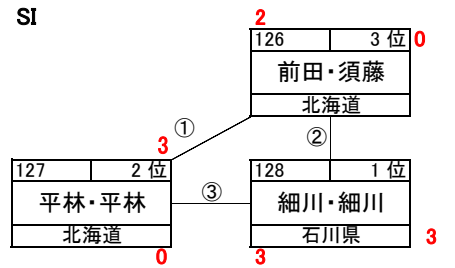 SI
2
126 3 位 0
前田・須藤
北海道
①
②
3
127 2 位
平林・平林
北海道
0
③
128 1 位
細川・細川
石川県
3
3